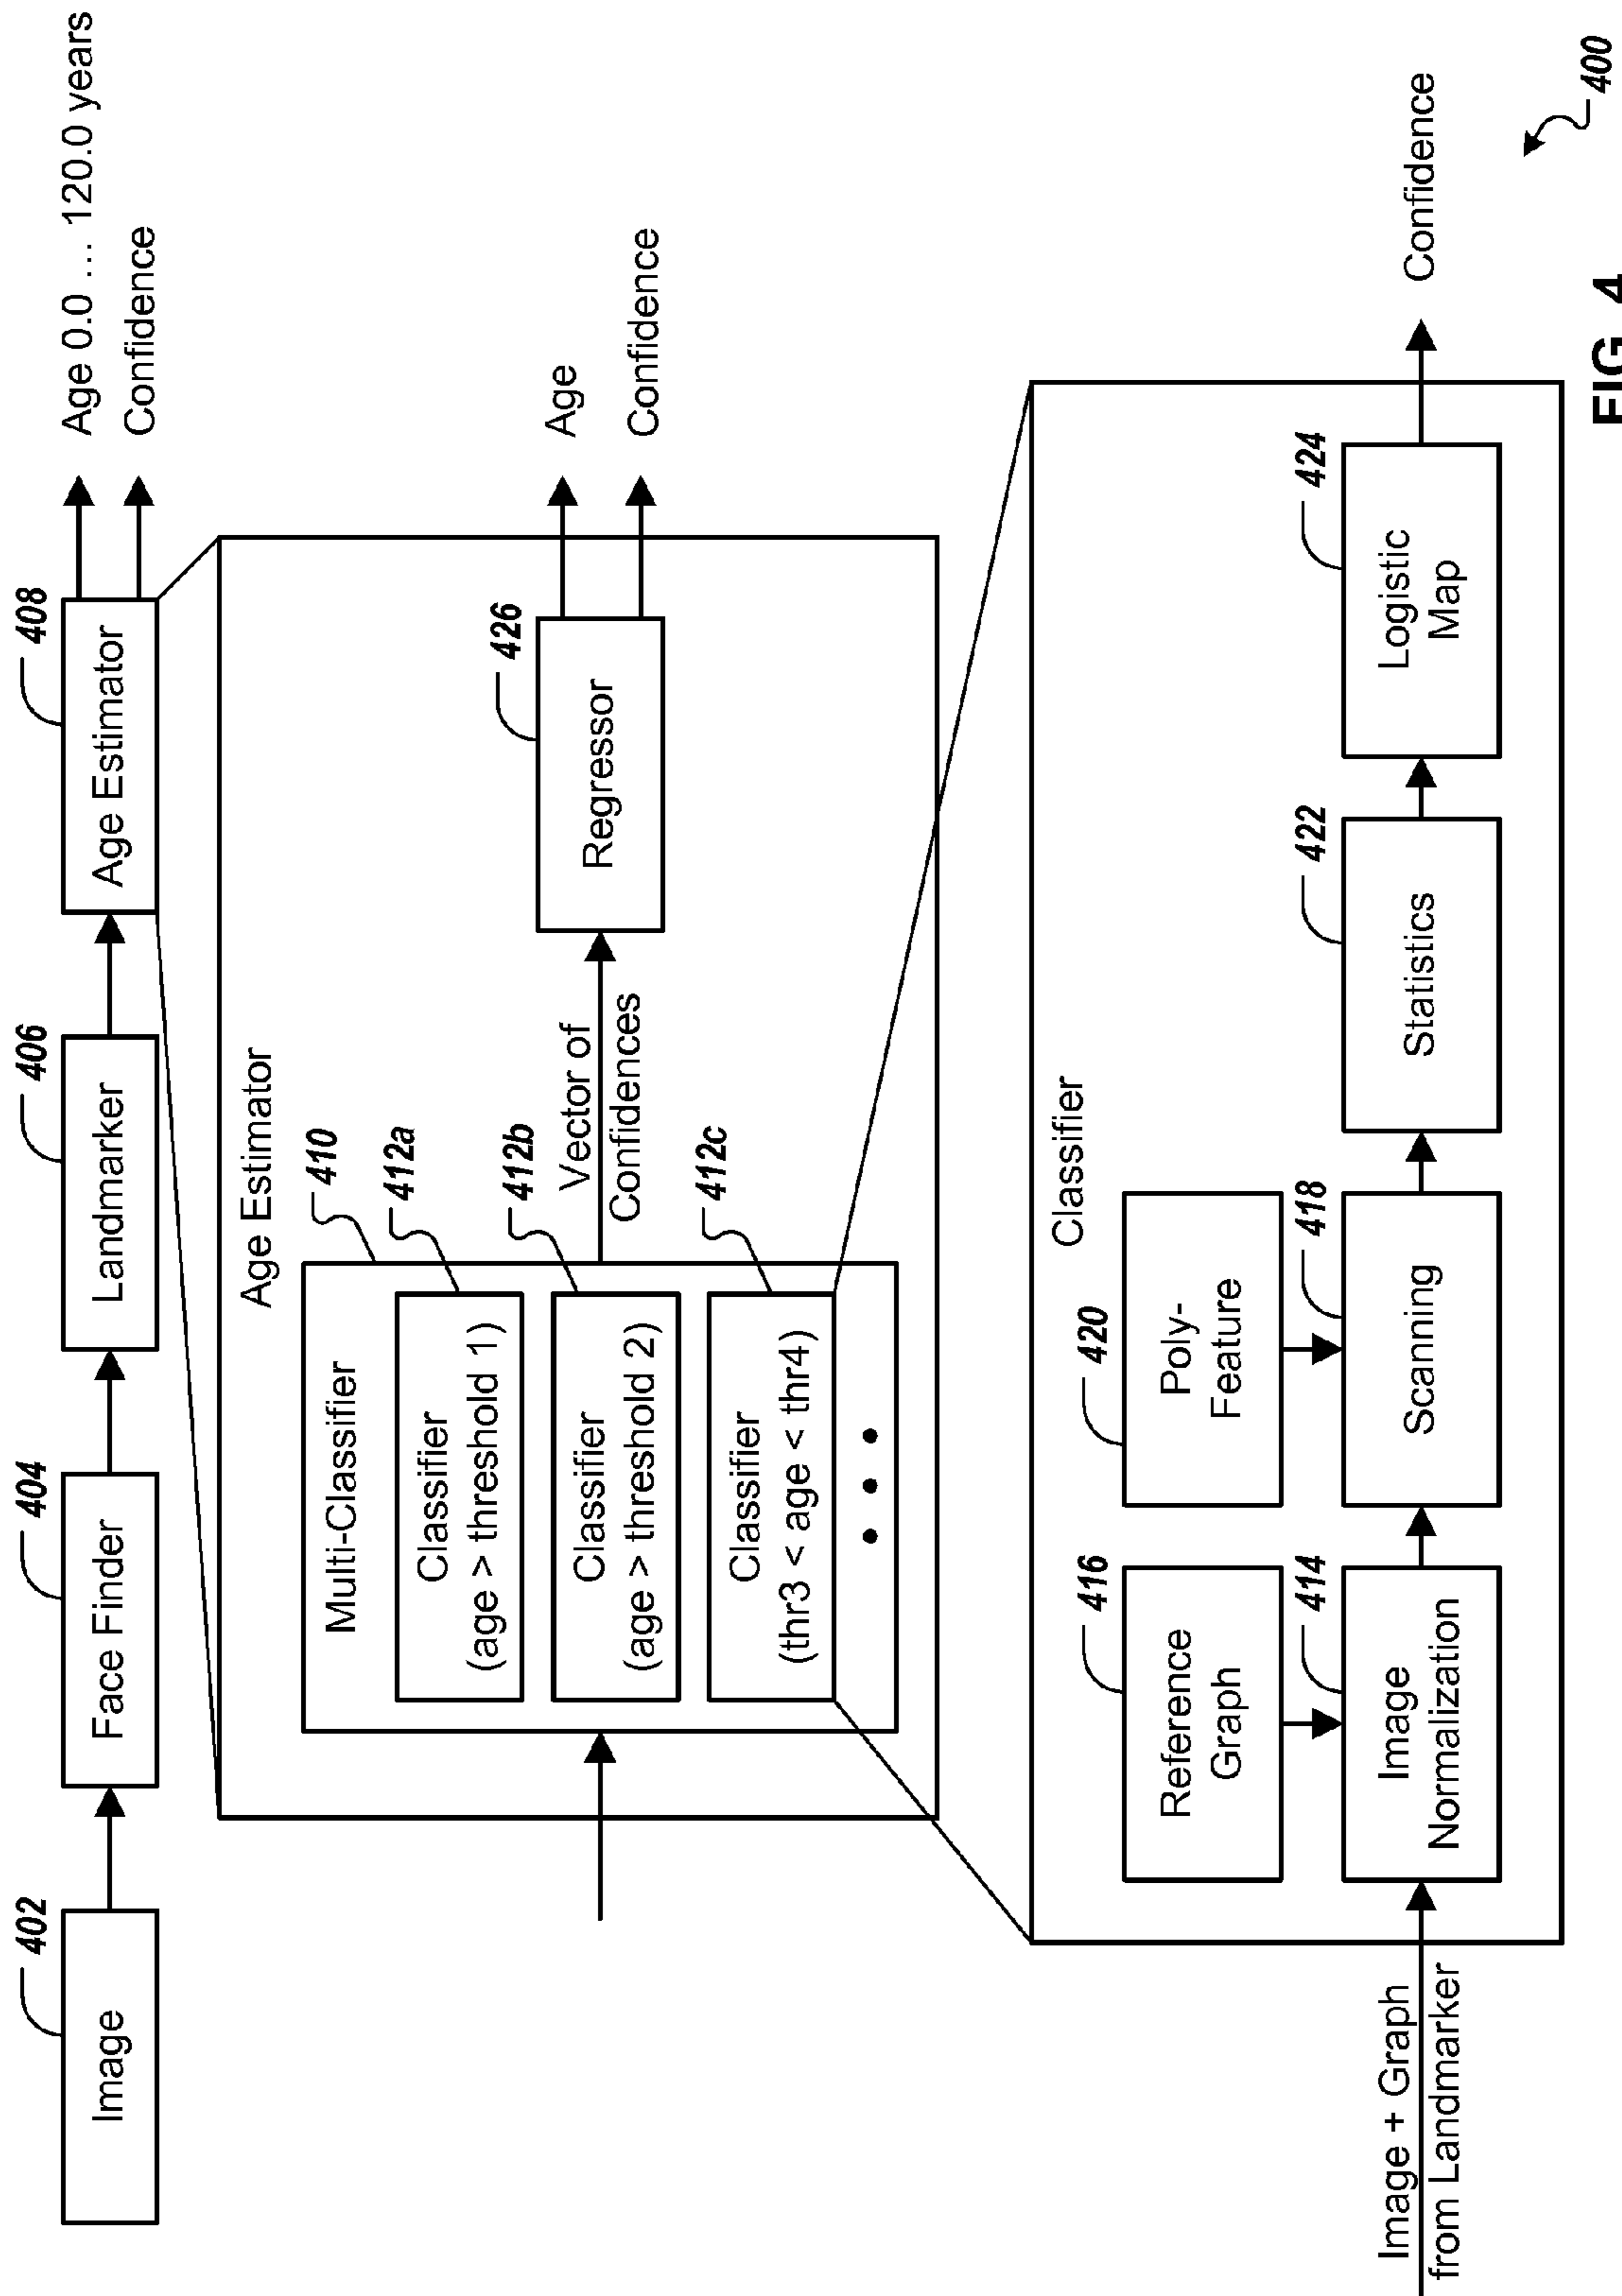 402
Image
404
Face Finder
406
Landmarker
408
Age Estimator
Age 0.0 ... 120.0 years
Confidence
Age Estimator
410
Multi-Classifier
412a
Classifier
(age > threshold 1)
412b
Classifier
(age > threshold 2)
412c
Classifier
(thr3 < age < thr4)
Vector of
Confidences
426
Regressor
Age
Confidence
Classifier
Image + Graph
from Landmarker
416
Reference
Graph
414
Image
Normalization
420
Poly-
Feature
418
Scanning
422
Statistics
424
Logistic
Map
Confidence
400
FIG. 4